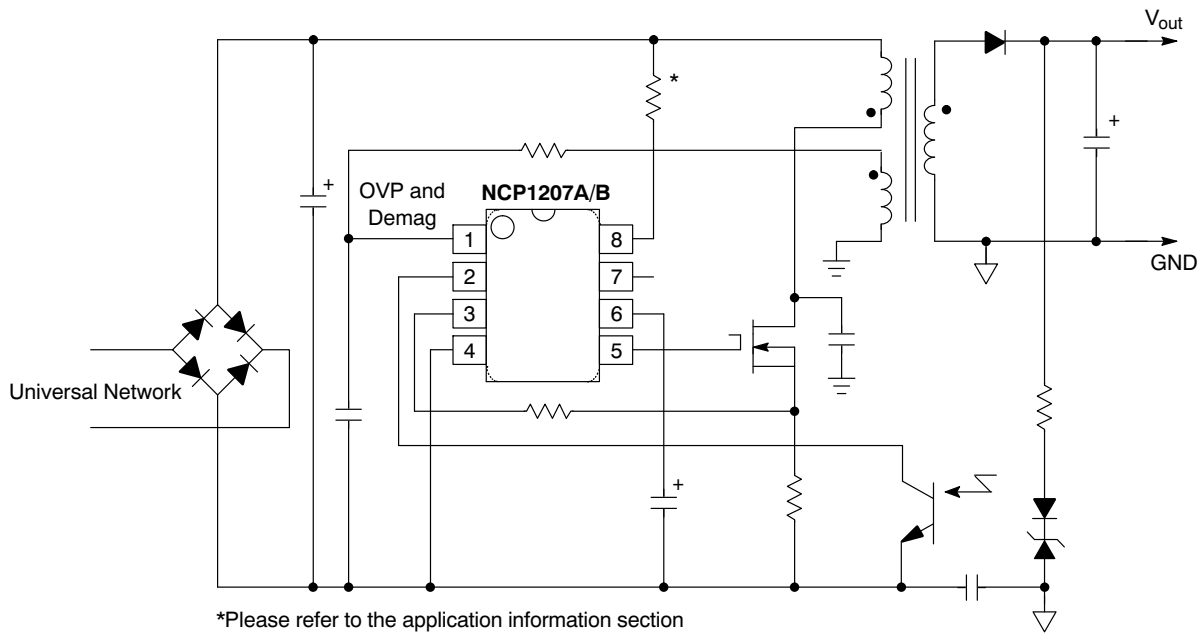 V_out
*
+
+
OVP and
Demag
NCP1207A/B
1
8
2
7
3
6
4
5
GND
Universal Network
+
*Please refer to the application information section